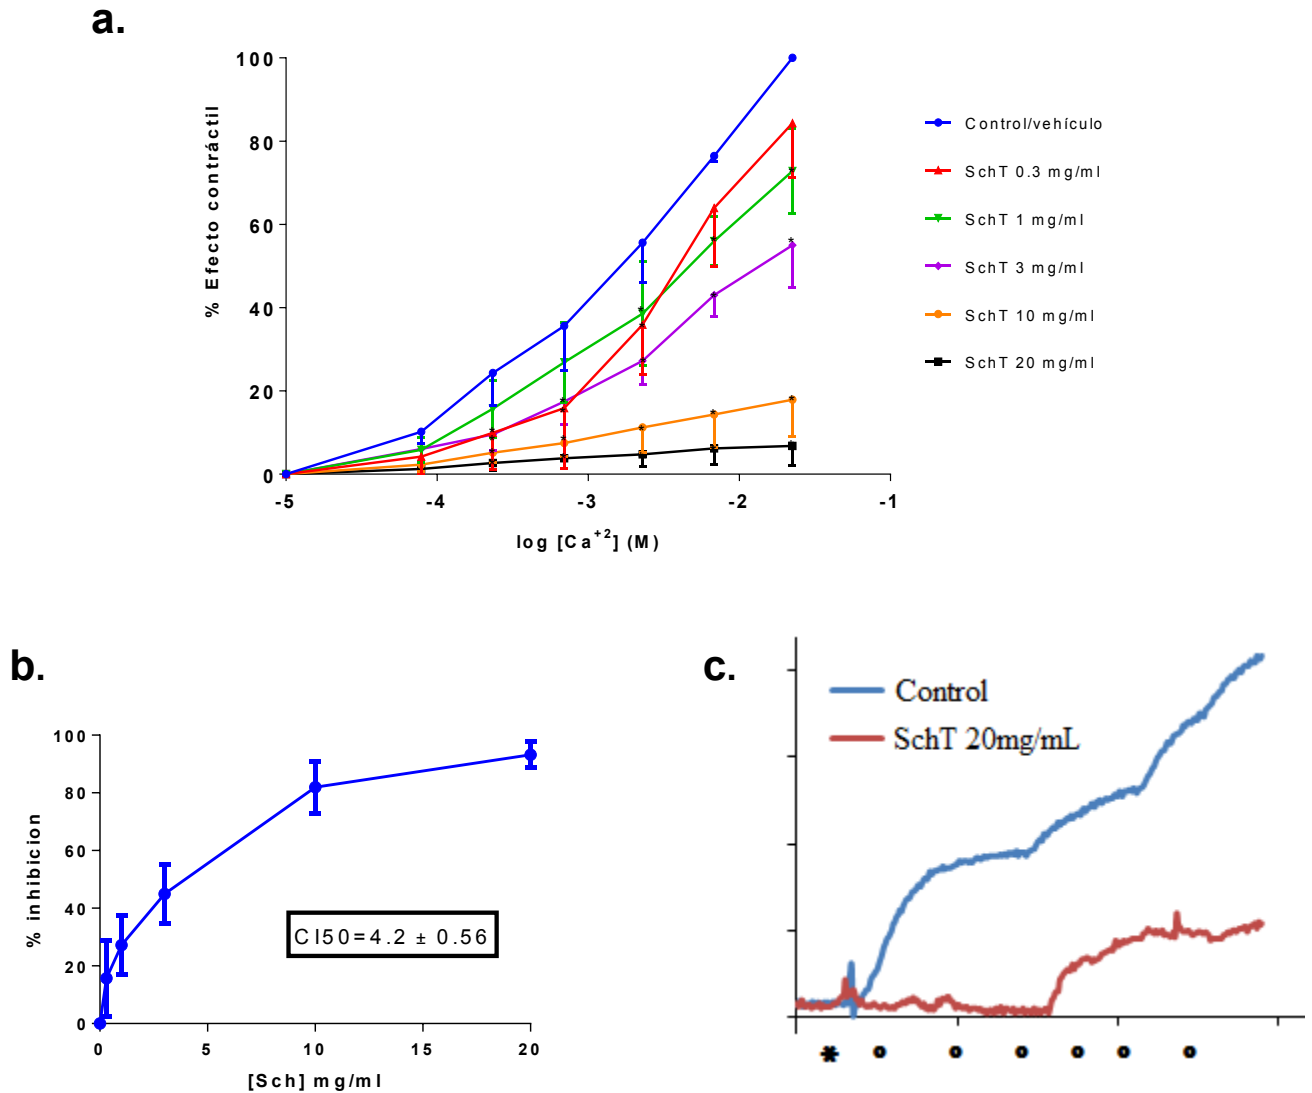 a.
% Efecto contráctil
100
80
60
40
20
0
-5
-4
-3
-2
-1
log [Ca+2] (M)
Control/vehículo
SchT 0.3 mg/ml
SchT 1 mg/ml
SchT 3 mg/ml
SchT 10 mg/ml
SchT 20 mg/ml
b.
% inhibicion
100
80
60
40
20
0
0
5
10
15
20
[Sch] mg/ml
CI50=4.2 ± 0.56
c.
Control
SchT 20mg/mL